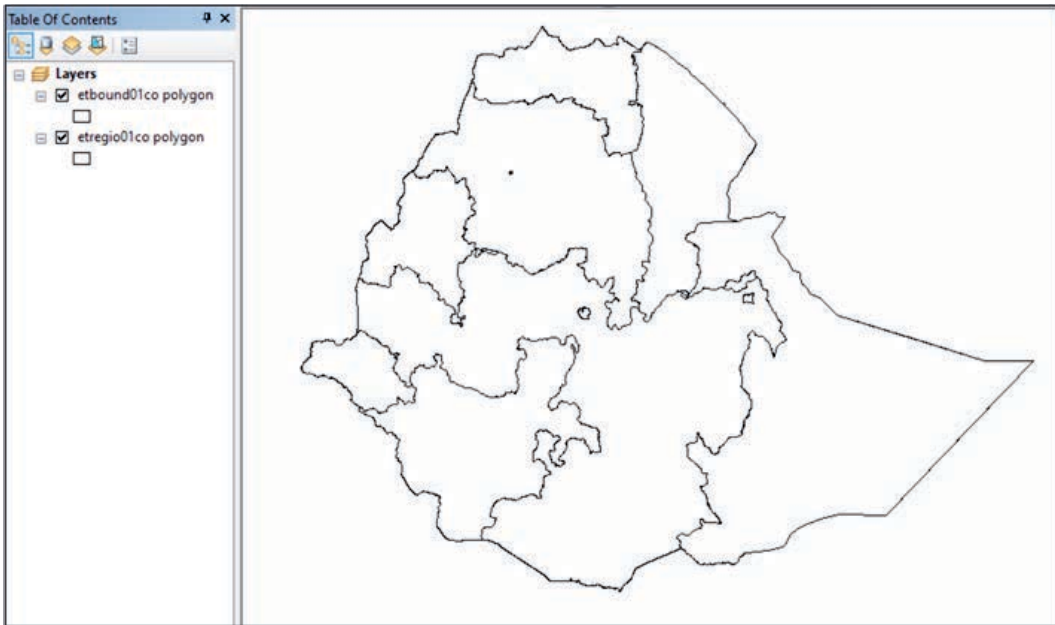 Table Of Contents
Layers
etbound01co polygon
etregio01co polygon